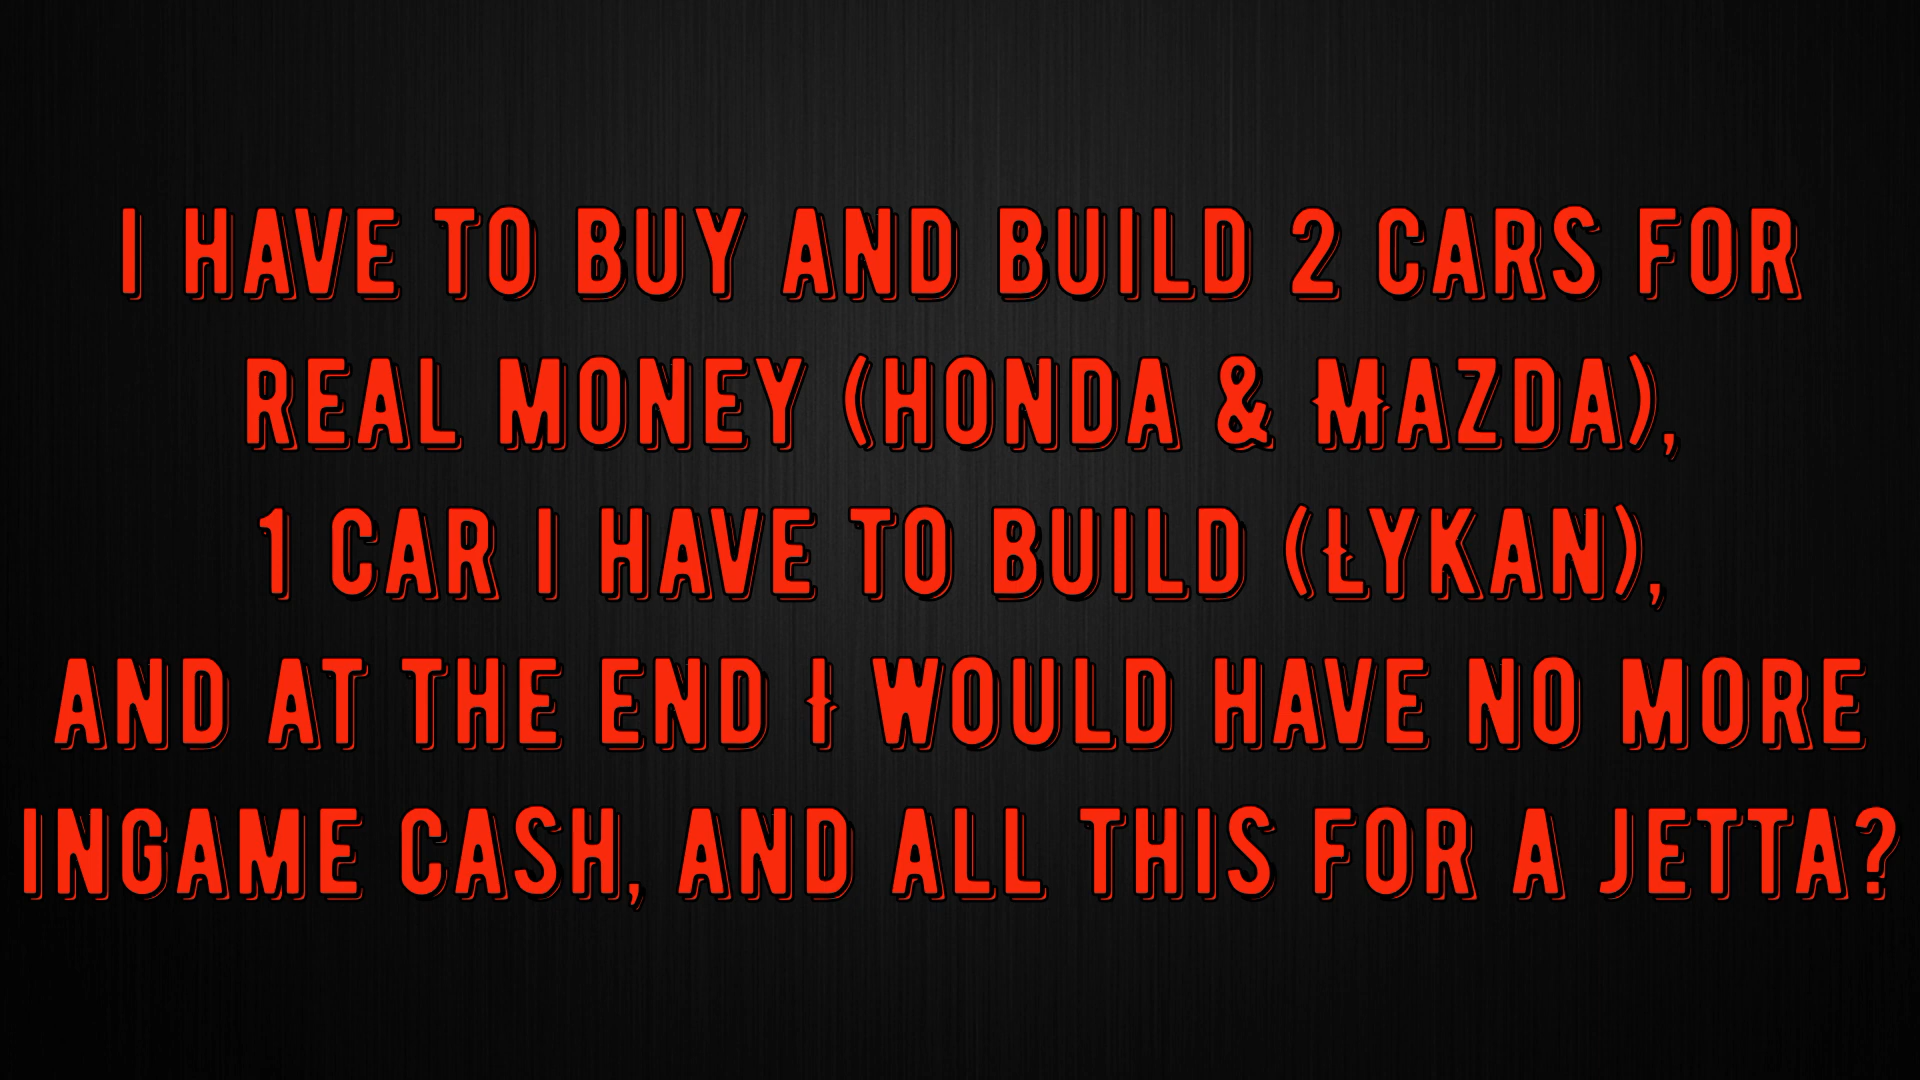 I HAVE TO BUY AND BUILD 2 CARS FOR
REAL MONEY (HONDA & MAZDA),
1 CAR I HAVE TO BUILD (LYKAN),
AND AT THE END I WOULD HAVE NO MORE
INGAME CASH, AND ALL THIS FOR A JETTA?